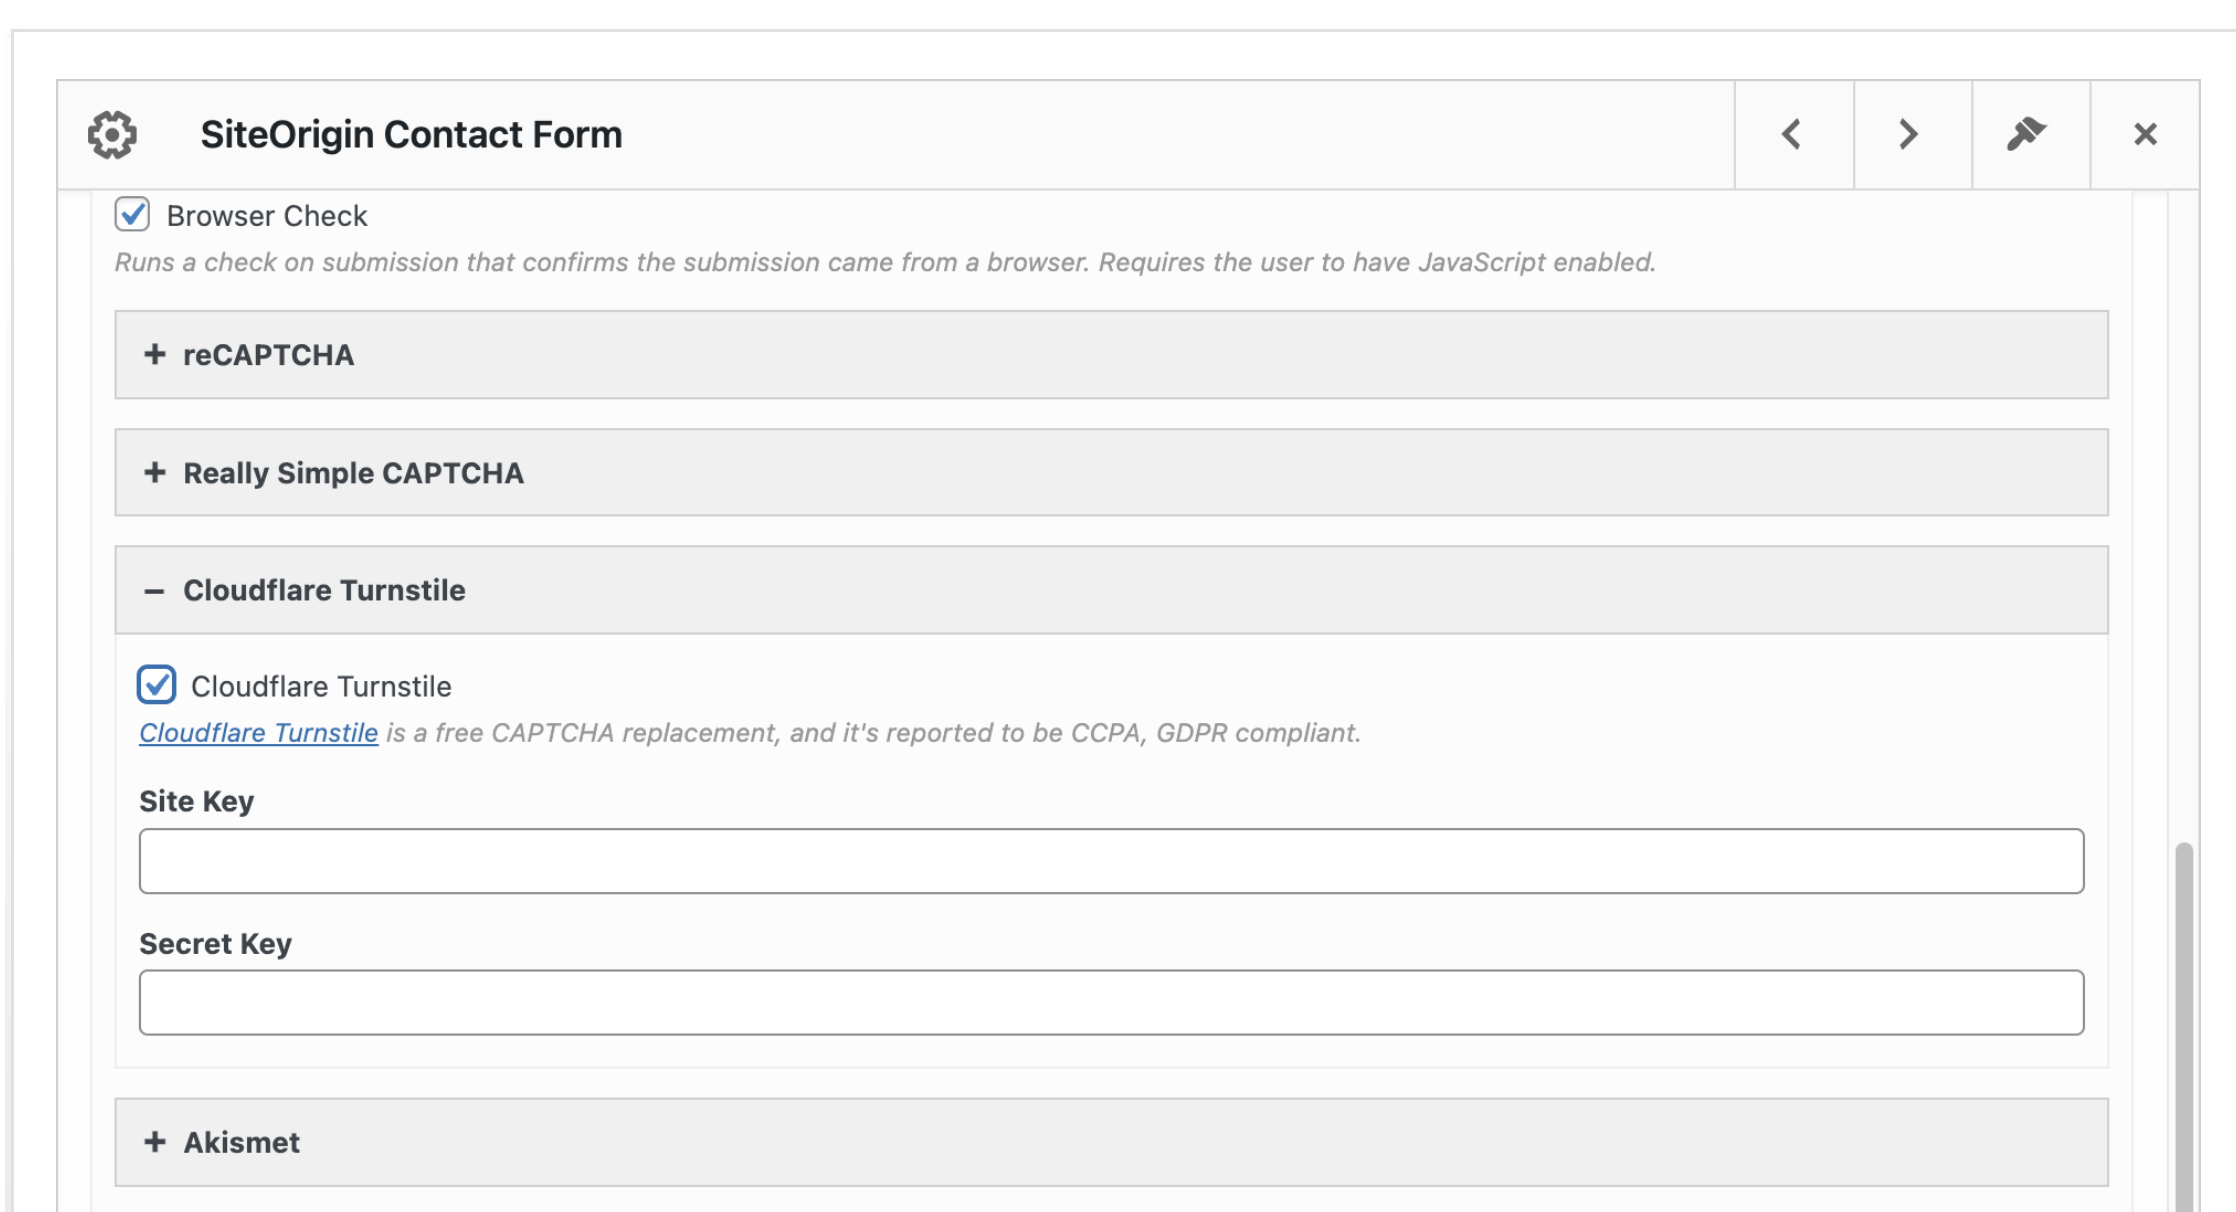 SiteOrigin Contact Form
Browser Check
Runs a check on submission that confirms the submission came from a browser. Requires the user to have JavaScript enabled.
+ reCAPTCHA
+ Really Simple CAPTCHA
– Cloudflare Turnstile
Cloudflare Turnstile
Cloudflare Turnstile is a free CAPTCHA replacement, and it's reported to be CCPA, GDPR compliant.
Site Key
Secret Key
+ Akismet